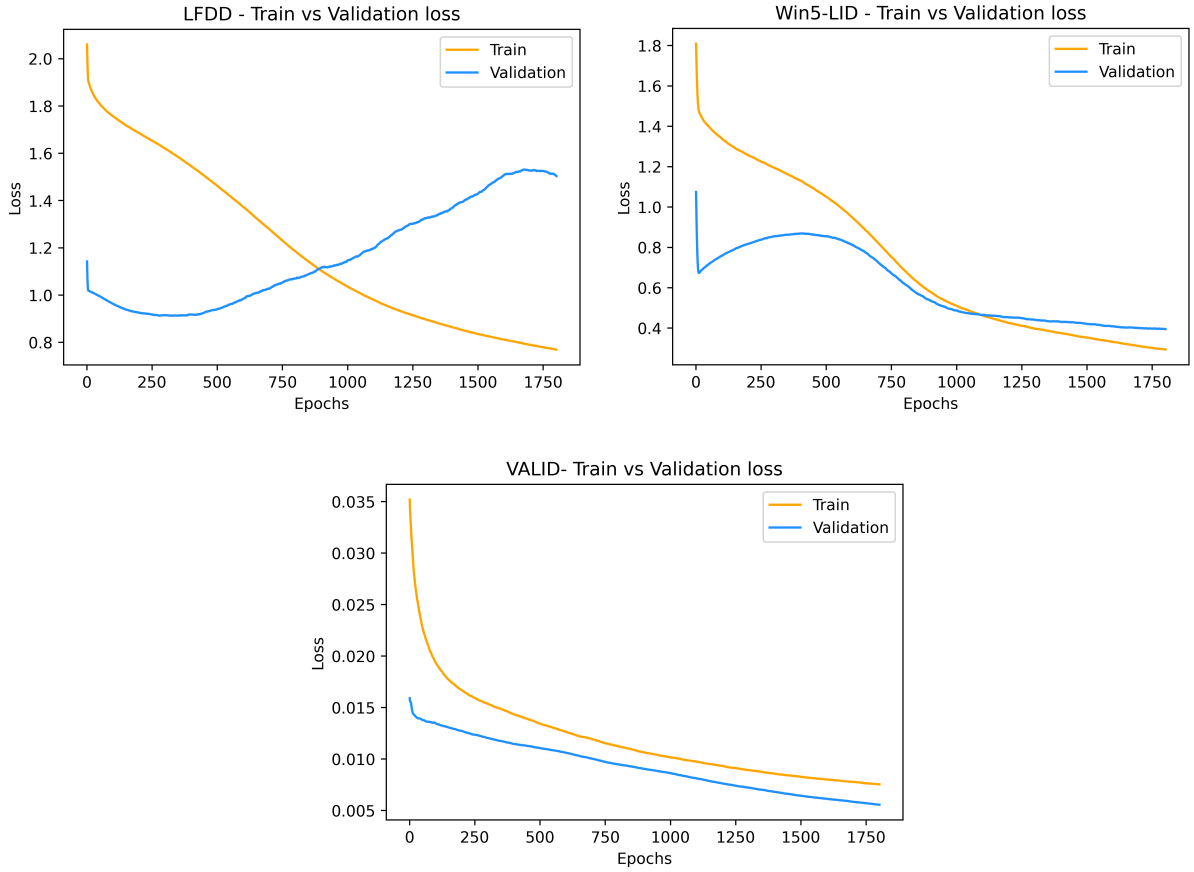 LFDD - Train vs Validation loss
Train
Validation
2.0
1.8
1.6
1.4
1.2
1.0
0.8
Loss
0 250 500 750 1000 1250 1500 1750
Epochs
Win5-LID - Train vs Validation loss
Train
Validation
1.8
1.6
1.4
1.2
1.0
0.8
0.6
0.4
Loss
0 250 500 750 1000 1250 1500 1750
Epochs
VALID- Train vs Validation loss
Train
Validation
0.035
0.030
0.025
0.020
0.015
0.010
0.005
Loss
0 250 500 750 1000 1250 1500 1750
Epochs